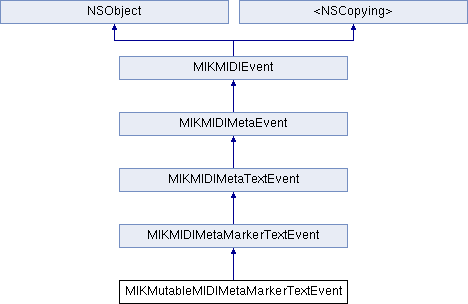 NSObject
<NSCopying>
MIKMIDIEvent
MIKMIDIMetaEvent
MIKMIDIMetaTextEvent
MIKMIDIMetaMarkerTextEvent
MIKMutableMIDIMetaMarkerTextEvent